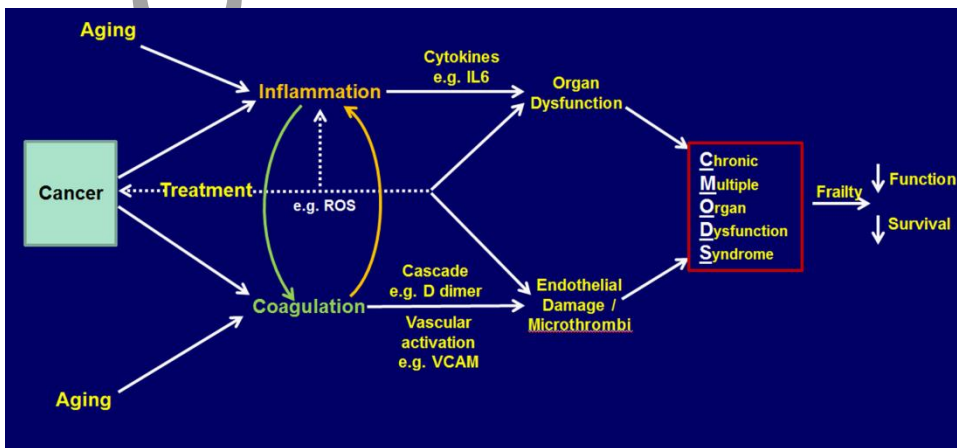 Aging
Cytokines
e.g. IL6
Inflammation
Organ
Dysfunction
Cancer
Treatment
e.g. ROS
Chronic
Multiple
Organ
Dysfunction
Syndrome
Frailty
Function
Survival
Coagulation
Cascade
e.g. D dimer
Vascular
activation
e.g. VCAM
Endothelial
Damage /
Microthrombi
Aging